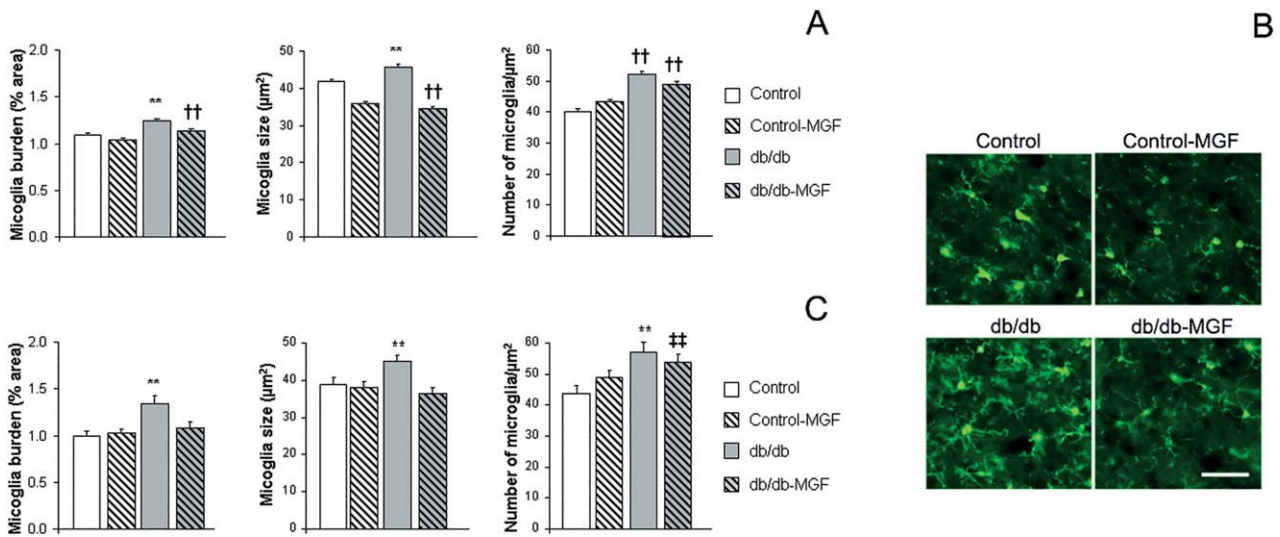 A
Micoglia burden (% area)
2.0
1.5
1.0
0.5
0.0
**
††
Micoglia size (µm²)
50
40
30
20
10
0
**
††
Number of microglia/µm²
60
50
40
30
20
10
0
††
††
Control
Control-MGF
db/db
db/db-MGF
B
Control
Control-MGF
db/db
db/db-MGF
C
Micoglia burden (% area)
2.0
1.5
1.0
0.5
0.0
**
Micoglia size (µm²)
50
40
30
20
10
0
**
Number of microglia/µm²
60
50
40
30
20
10
0
**
‡‡
Control
Control-MGF
db/db
db/db-MGF